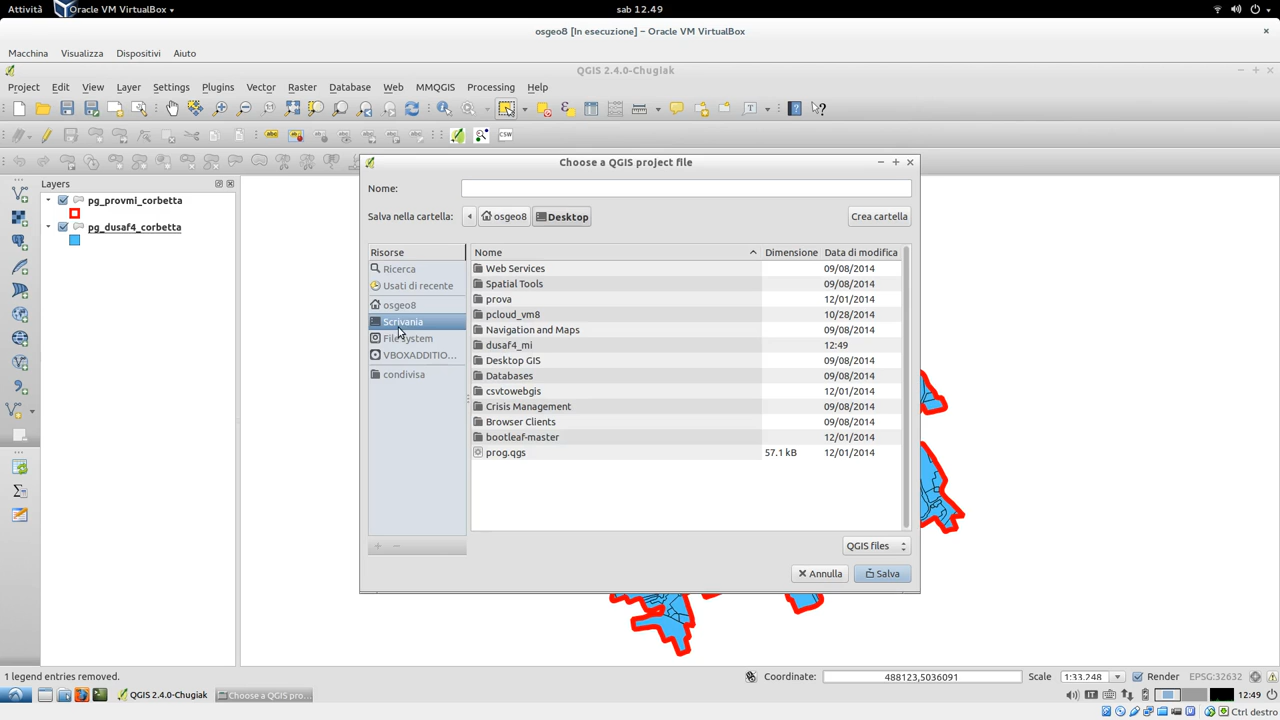 Attività Oracle VM VirtualBox sab 12.49
osgeo8 [In esecuzione] – Oracle VM VirtualBox
Macchina Visualizza Dispositivi Aiuto
QGIS 2.4.0-Chugiak
Project Edit View Layer Settings Plugins Vector Raster Database Web MMQGIS Processing Help
CSW
Choose a QGIS project file
Layers
Nome:
pg_provmi_corbetta
Salva nella cartella: osgeo8 Desktop Crea cartella
pg_dusaf4_corbetta
Risorse Nome Dimensione Data di modifica
Ricerca Web Services 09/08/2014
Usati di recente Spatial Tools 09/08/2014
osgeo8 prova 12/01/2014
Scrivania pcloud_vm8 10/28/2014
File system Navigation and Maps 09/08/2014
VBOXADDITIO... dusaf4_mi 12:49
Desktop GIS 09/08/2014
condivisa Databases 09/08/2014
csvtowebgis 12/01/2014
Crisis Management 09/08/2014
Browser Clients 09/08/2014
bootleaf-master 12/01/2014
prog.qgs 57.1 kB 12/01/2014
QGIS files
Annulla Salva
1 legend entries removed. Coordinate: 488123,5036091 Scale 1:33.248 Render EPSG:32632
QGIS 2.4.0-Chugiak Choose a QGIS pro... IT 12:49
Ctrl destro